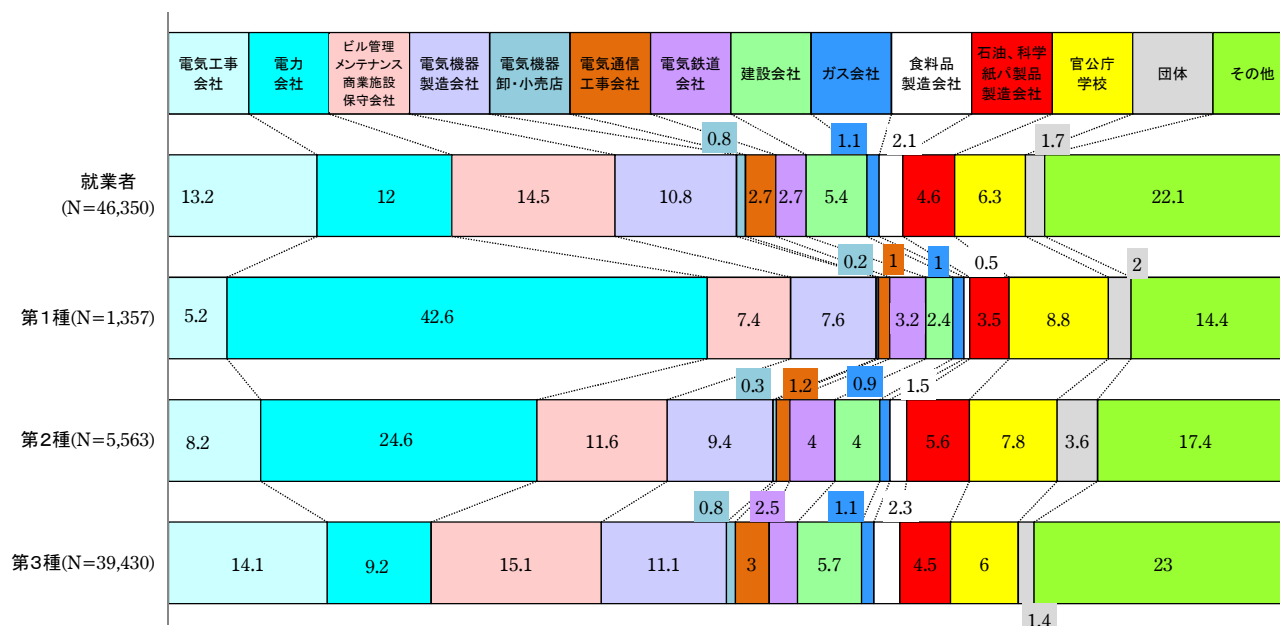 電気工事
会社
電力
会社
ビル管理
メンテナンス
商業施設
保守会社
電気機器
製造会社
電気機器
卸・小売店
電気通信
工事会社
電気鉄道
会社
建設会社
ガス会社
食料品
製造会社
石油、科学
紙パ製品
製造会社
官公庁
学校
団体
その他
0.8
1.1
2.1
1.7
就業者
(N=46,350)
13.2
12
14.5
10.8
2.7
2.7
5.4
4.6
6.3
22.1
0.2
1
1
0.5
2
第1種(N=1,357)
5.2
42.6
7.4
7.6
3.2
2.4
3.5
8.8
14.4
0.3
1.2
0.9
1.5
第2種(N=5,563)
8.2
24.6
11.6
9.4
4
4
5.6
7.8
3.6
17.4
0.8
2.5
1.1
2.3
第3種(N=39,430)
14.1
9.2
15.1
11.1
3
5.7
4.5
6
23
1.4